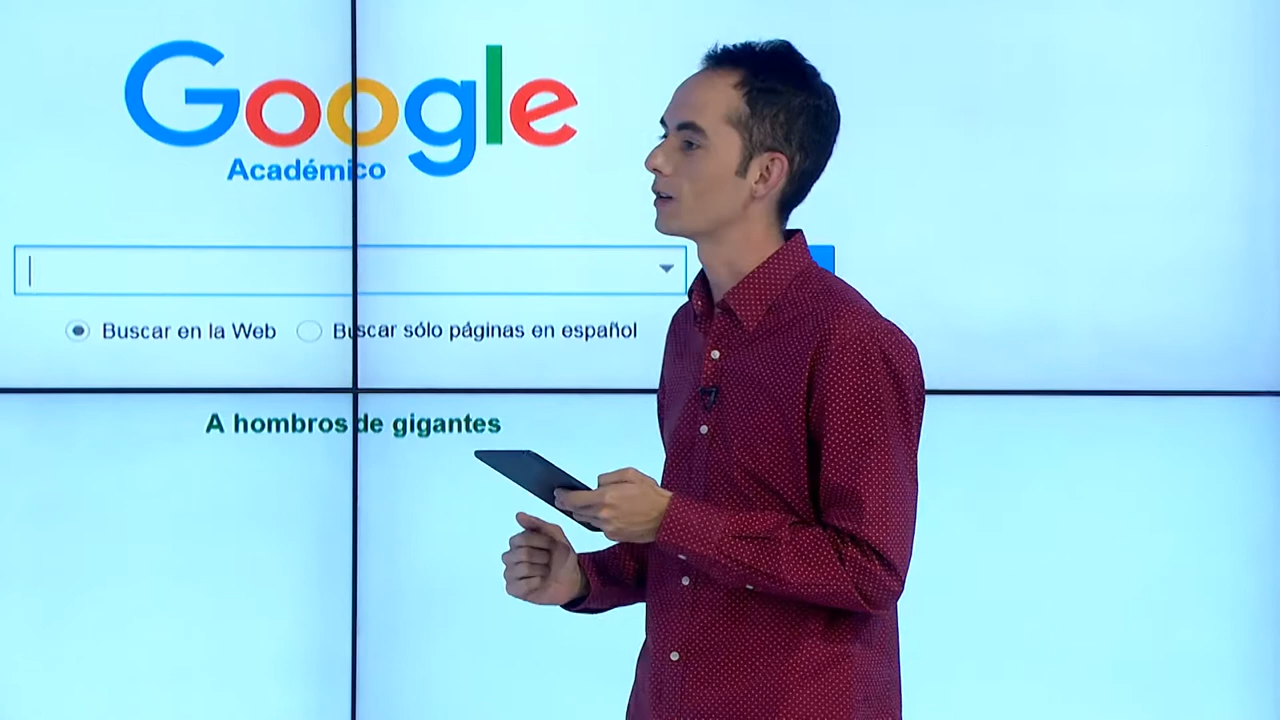 Google
Académico
Buscar en la Web Buscar sólo páginas en español
A hombros de gigantes